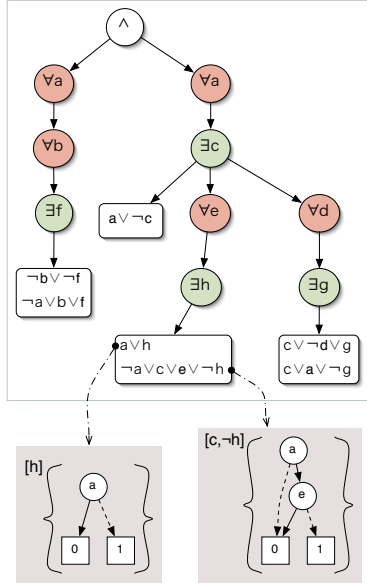 ∧
∀a ∀a
∀b ∃c
∃f a∨¬c ∀e ∀d
¬b∨¬f
¬a∨b∨f
∃h ∃g
a∨h
¬a∨c∨e∨¬h
c∨¬d∨g
c∨a∨¬g
[h] [c,¬h]
a a
e
0 1 0 1